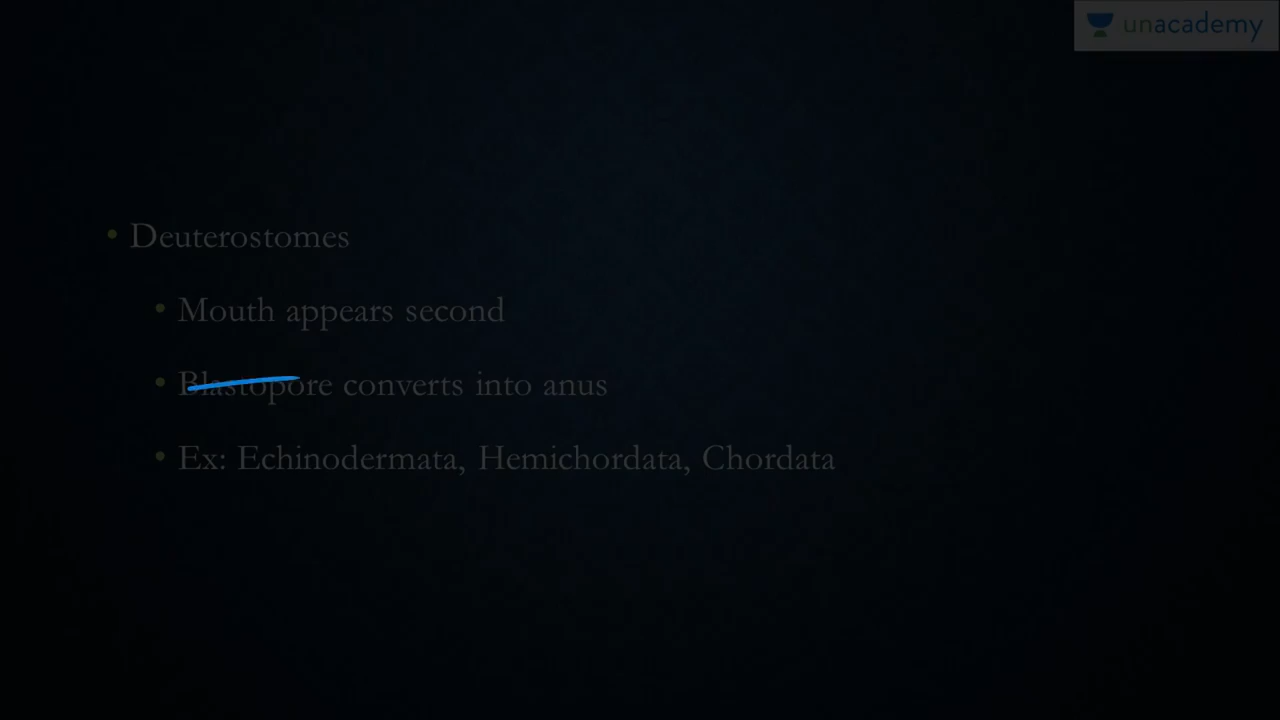 unacademy
• Deuterostomes
• Mouth appears second
• Blastopore converts into anus
• Ex: Echinodermata, Hemichordata, Chordata